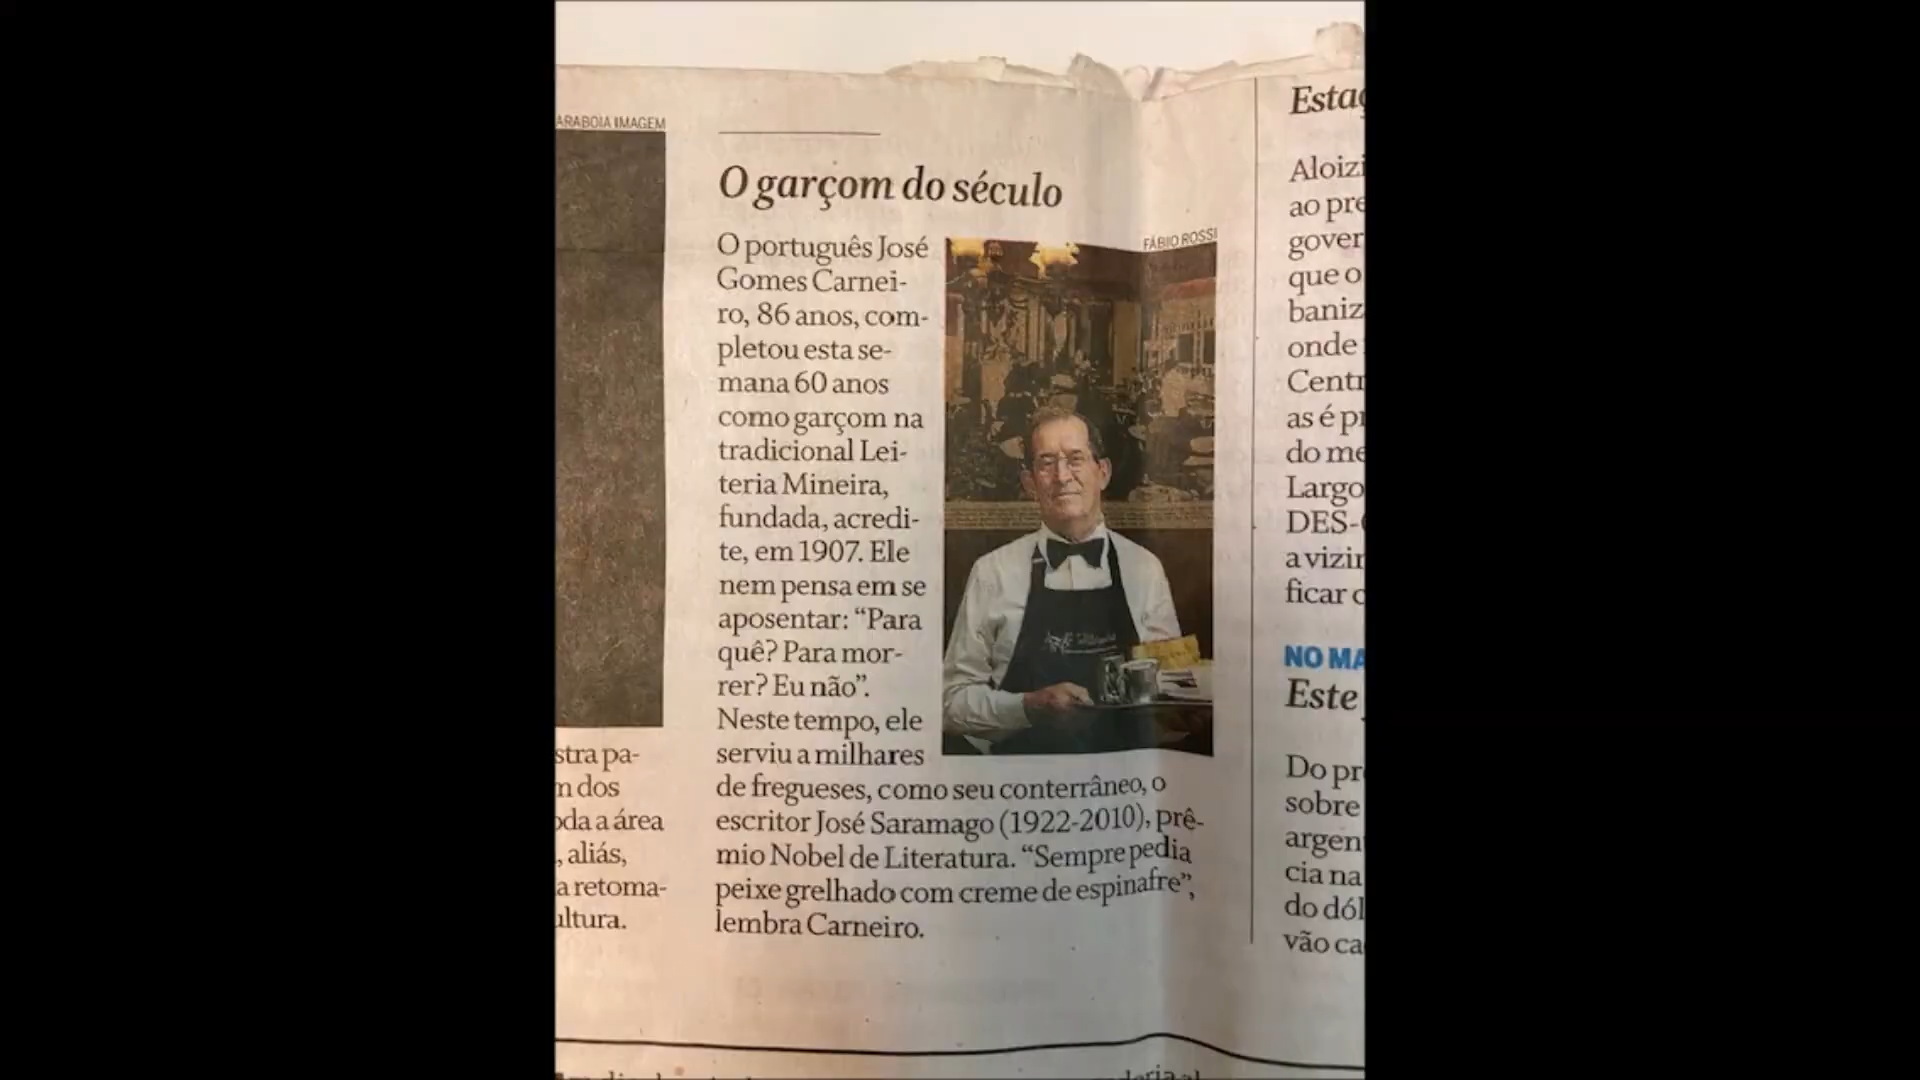 ARABOIA IMAGEM
stra pa-
n dos
oda a área
, aliás,
a retoma-
ultura.
O garçom do século
FÁBIO ROSSI
O português José
Gomes Carnei-
ro, 86 anos, com-
pletou esta se-
mana 60 anos
como garçom na
tradicional Lei-
teria Mineira,
fundada, acredi-
te, em 1907. Ele
nem pensa em se
aposentar: “Para
quê? Para mor-
rer? Eu não”.
Neste tempo, ele
serviu a milhares
de fregueses, como seu conterrâneo, o
escritor José Saramago (1922-2010), prê-
mio Nobel de Literatura. “Sempre pedia
peixe grelhado com creme de espinafre”,
lembra Carneiro.
Estaç
Aloizi
ao pre
gover
que o
baniz
onde
Centr
as é pr
do me
Largo
DES-
a vizir
ficar c
NO MA
Este
Do pr
sobre
argen
cia na
do dól
vão ca